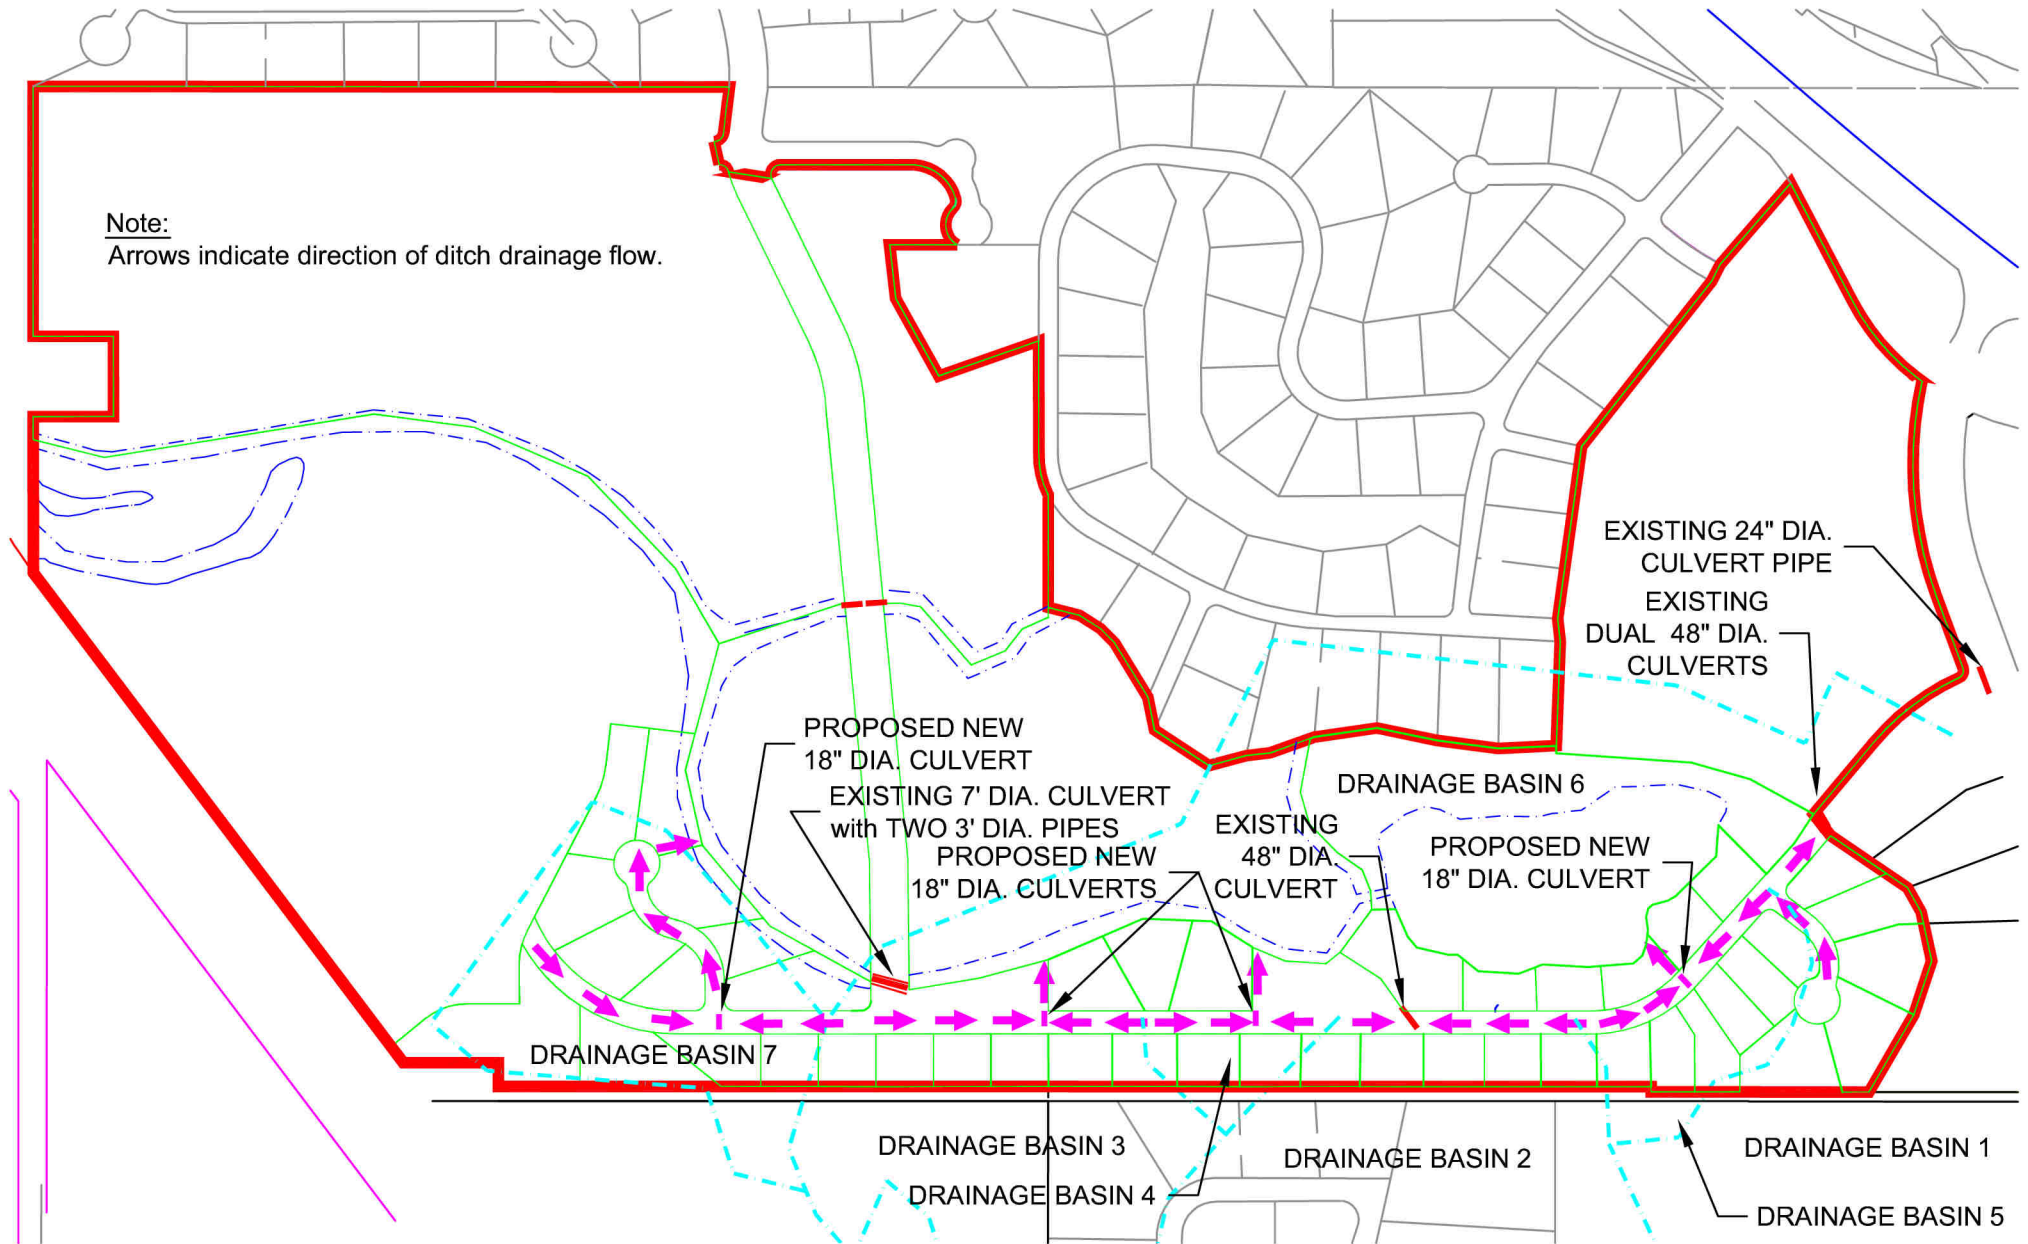 Note:
Arrows indicate direction of ditch drainage flow.
EXISTING 24" DIA.
CULVERT PIPE
EXISTING
DUAL 48" DIA.
CULVERTS
PROPOSED NEW
18" DIA. CULVERT
EXISTING 7' DIA. CULVERT
with TWO 3' DIA. PIPES
PROPOSED NEW
18" DIA. CULVERTS
EXISTING
48" DIA.
CULVERT
DRAINAGE BASIN 6
PROPOSED NEW
18" DIA. CULVERT
DRAINAGE BASIN 7
DRAINAGE BASIN 3
DRAINAGE BASIN 4
DRAINAGE BASIN 2
DRAINAGE BASIN 1
DRAINAGE BASIN 5